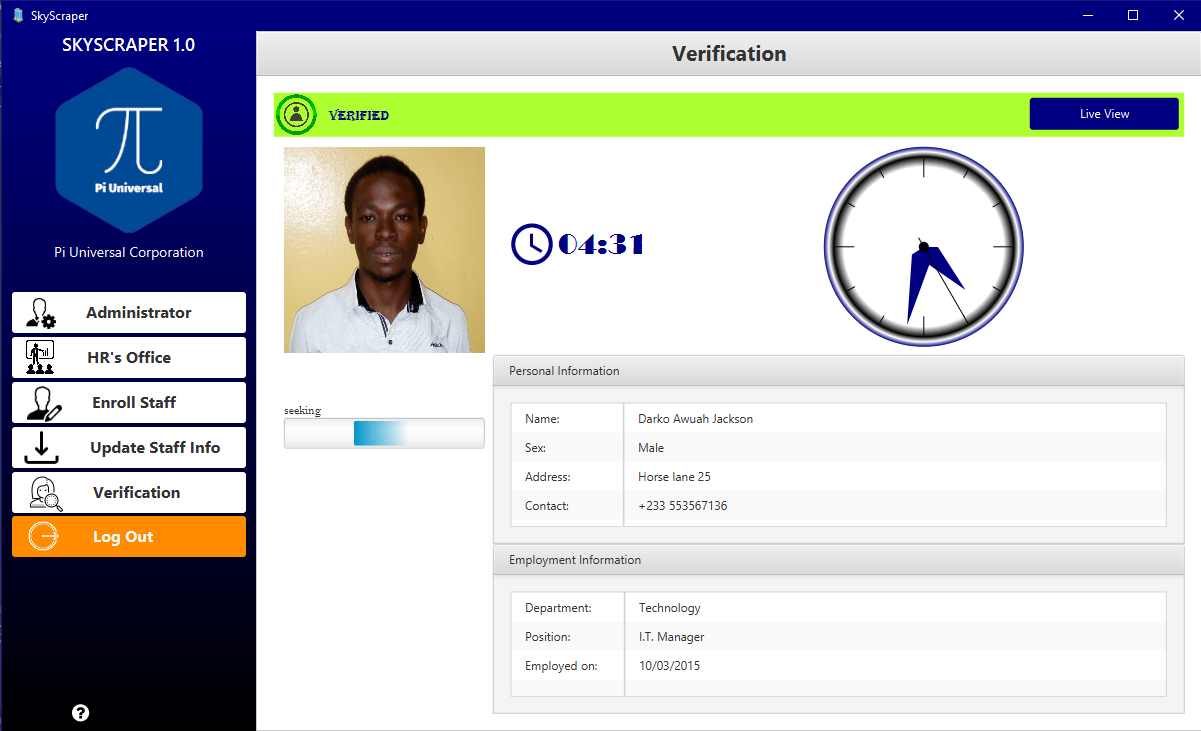 SkyScraper
SKYSCRAPER 1.0
π
Pi Universal
Pi Universal Corporation
Administrator
HR's Office
Enroll Staff
Update Staff Info
Verification
Log Out
?
Verification
VERIFIED
Live View
04:31
seeking
Personal Information
Name: Darko Awuah Jackson
Sex: Male
Address: Horse lane 25
Contact: +233 553567136
Employment Information
Department: Technology
Position: I.T. Manager
Employed on: 10/03/2015